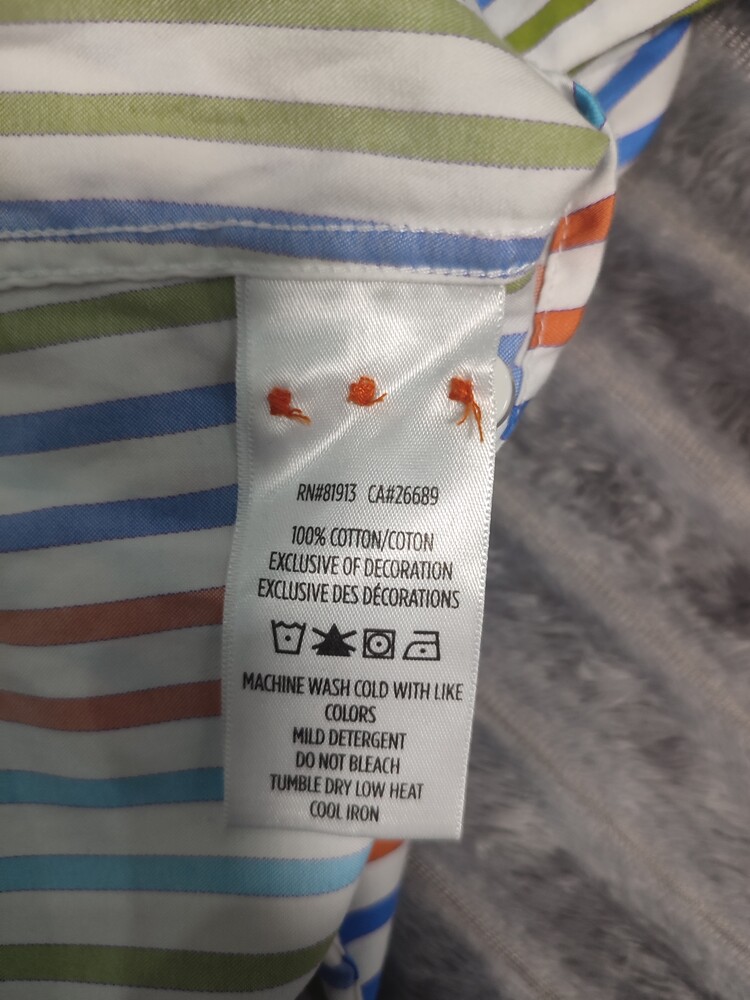 RN#81913 CA#26689
100% COTTON/COTON
EXCLUSIVE OF DECORATION
EXCLUSIVE DES DÉCORATIONS
MACHINE WASH COLD WITH LIKE
COLORS
MILD DETERGENT
DO NOT BLEACH
TUMBLE DRY LOW HEAT
COOL IRON